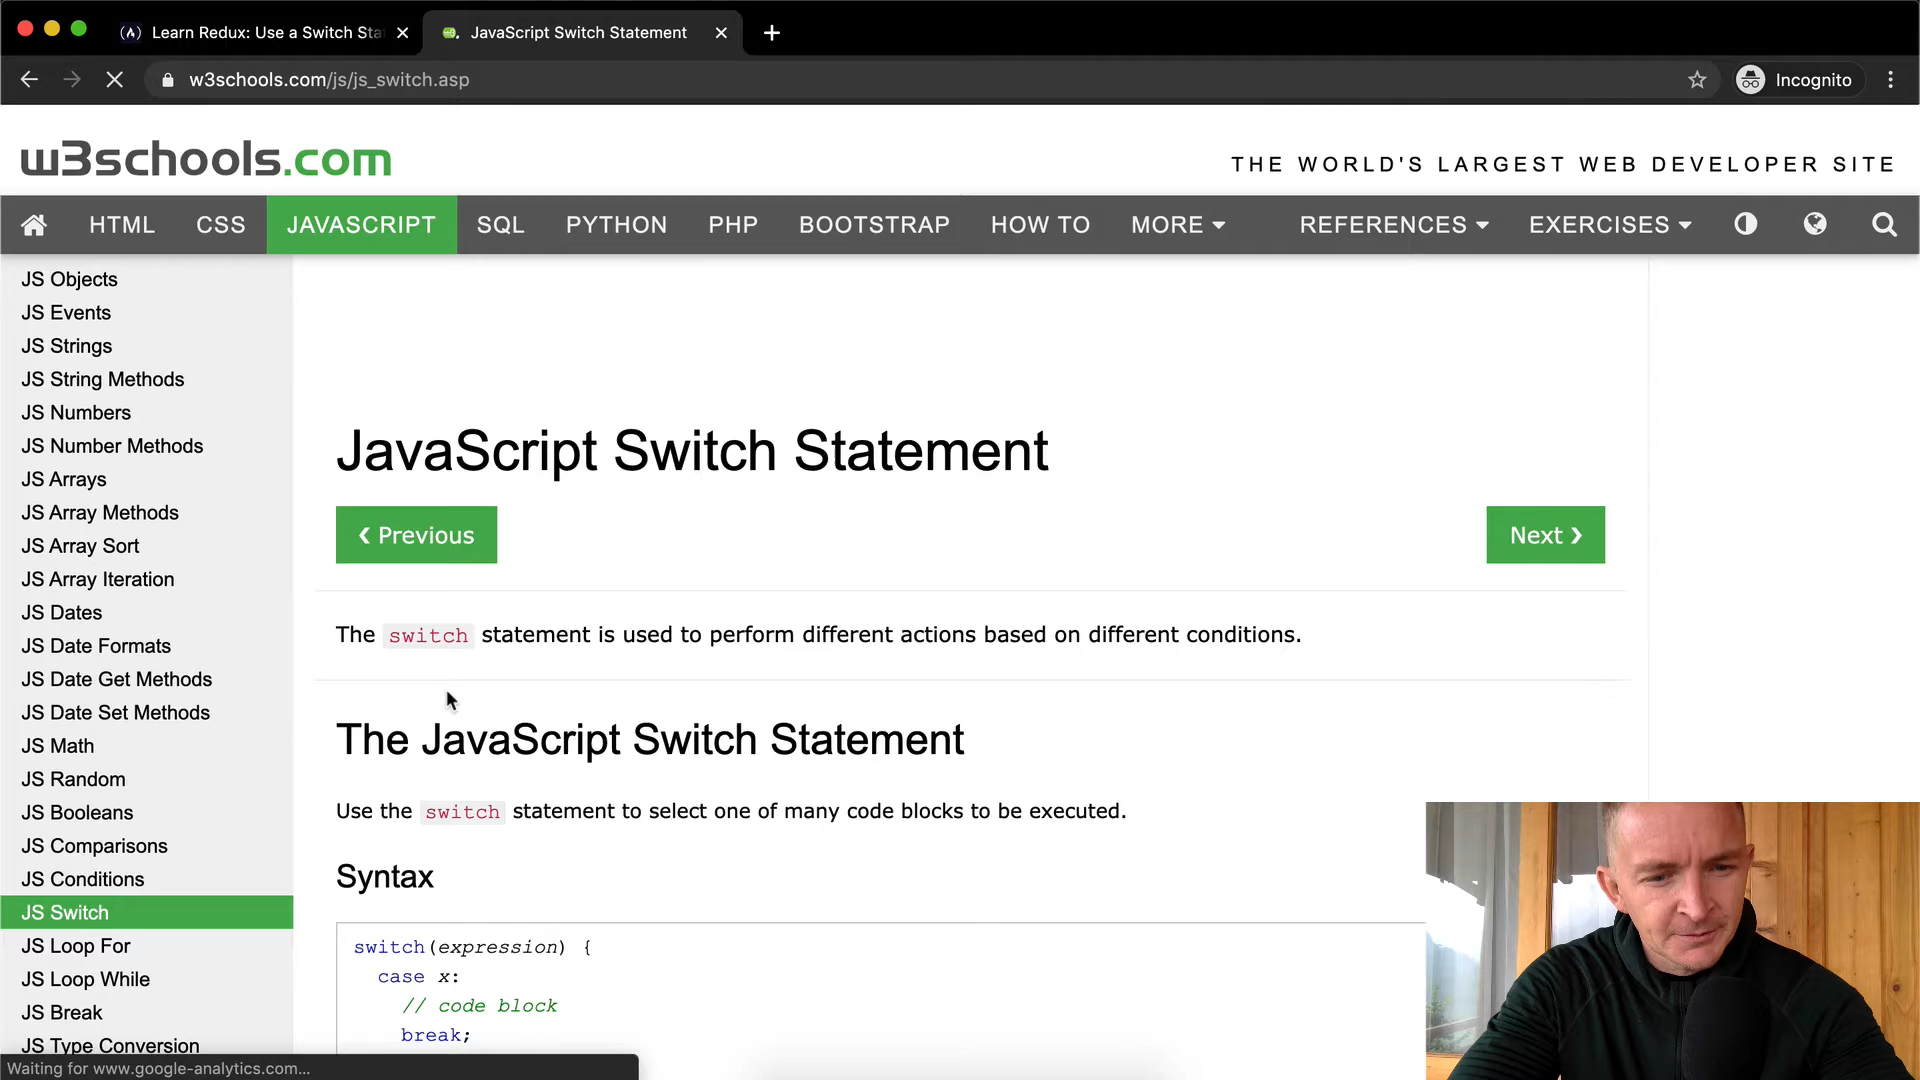 Learn Redux: Use a Switch Sta
JavaScript Switch Statement
w3schools.com/js/js_switch.asp
Incognito
w3schools.com
THE WORLD'S LARGEST WEB DEVELOPER SITE
HTML CSS JAVASCRIPT SQL PYTHON PHP BOOTSTRAP HOW TO MORE REFERENCES EXERCISES
JS Objects
JS Events
JS Strings
JS String Methods
JS Numbers
JS Number Methods
JS Arrays
JS Array Methods
JS Array Sort
JS Array Iteration
JS Dates
JS Date Formats
JS Date Get Methods
JS Date Set Methods
JS Math
JS Random
JS Booleans
JS Comparisons
JS Conditions
JS Switch
JS Loop For
JS Loop While
JS Break
JS Type Conversion
Waiting for www.google-analytics.com...
JavaScript Switch Statement
❮ Previous
Next ❯
The switch statement is used to perform different actions based on different conditions.
The JavaScript Switch Statement
Use the switch statement to select one of many code blocks to be executed.
Syntax
switch(expression) {
case x:
// code block
break;